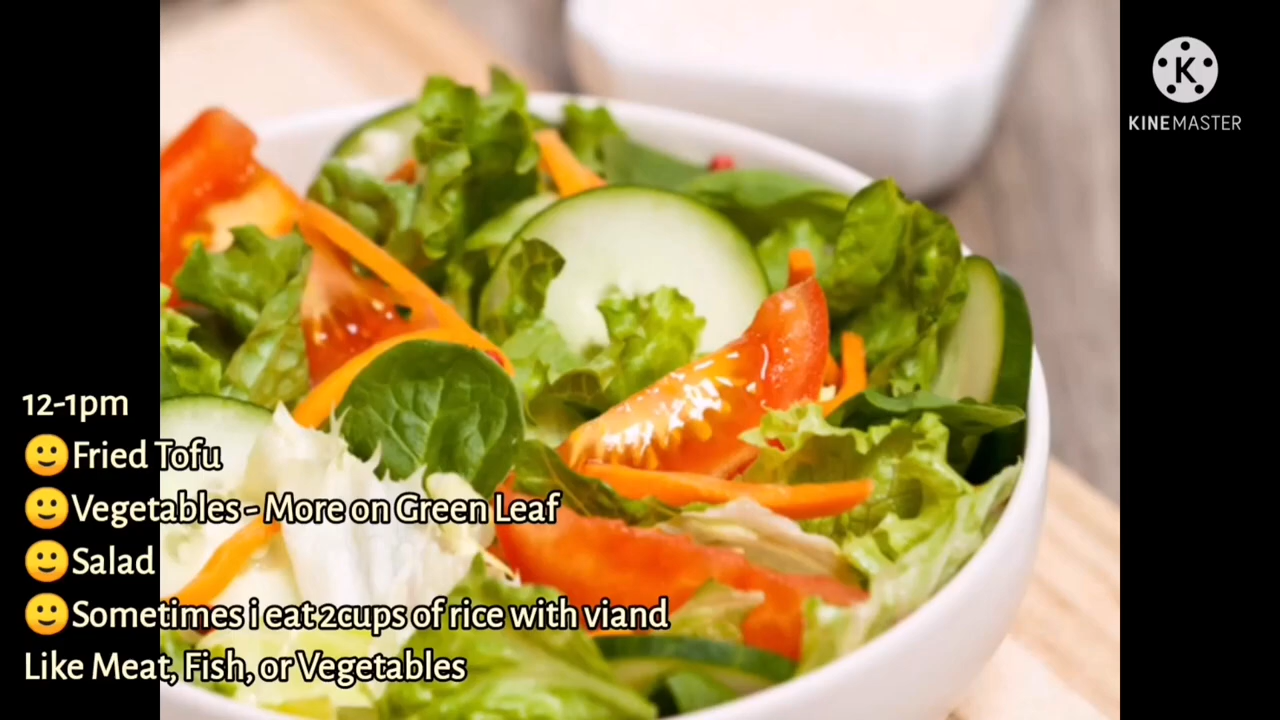 KINEMASTER
12-1pm
🙂Fried Tofu
🙂Vegetables - More on Green Leaf
🙂Salad
🙂Sometimes i eat 2cups of rice with viand
Like Meat, Fish, or Vegetables